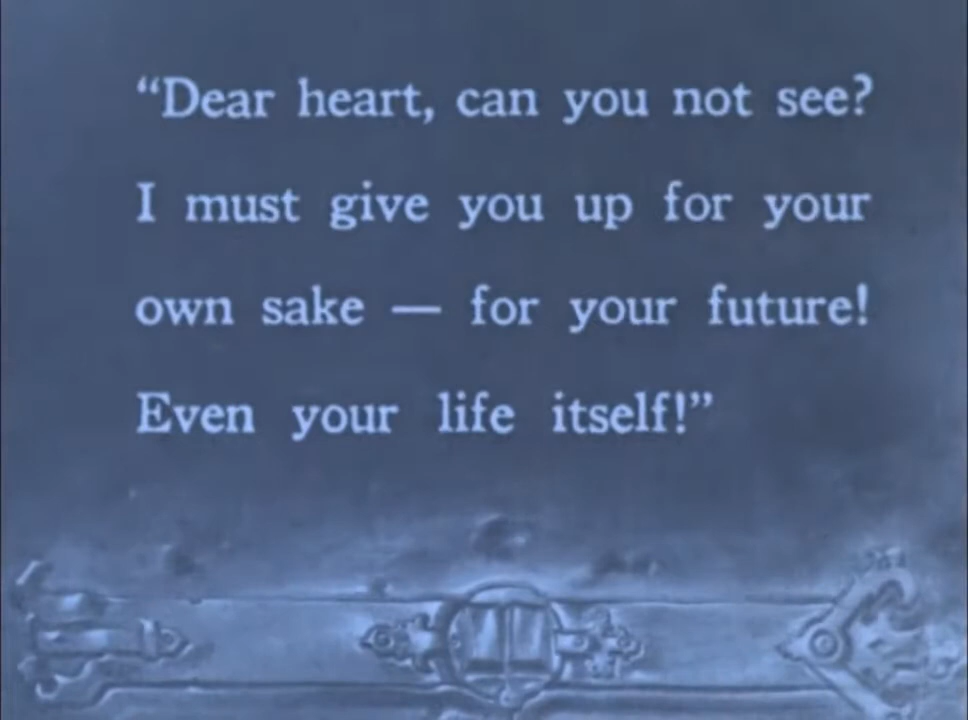 “Dear heart, can you not see?
I must give you up for your
own sake — for your future!
Even your life itself!”